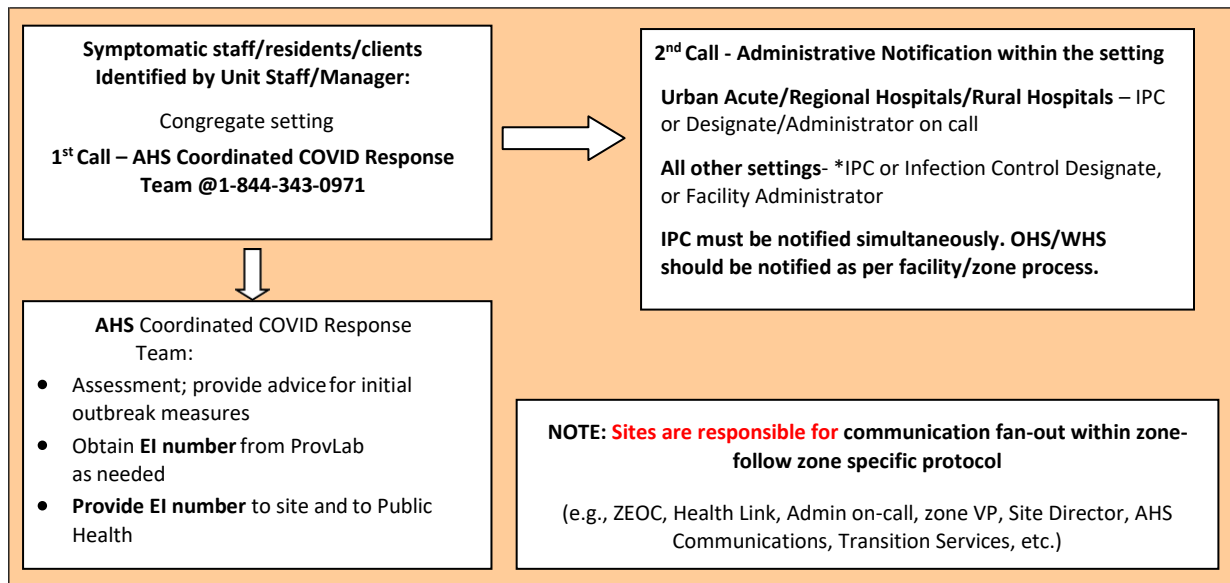 Symptomatic staff/residents/clients
Identified by Unit Staff/Manager:
Congregate setting
1st Call – AHS Coordinated COVID Response
Team @1-844-343-0971
2nd Call - Administrative Notification within the setting
Urban Acute/Regional Hospitals/Rural Hospitals – IPC
or Designate/Administrator on call
All other settings- *IPC or Infection Control Designate,
or Facility Administrator
IPC must be notified simultaneously. OHS/WHS
should be notified as per facility/zone process.
AHS Coordinated COVID Response
Team:
• Assessment; provide advice for initial
outbreak measures
• Obtain EI number from ProvLab
as needed
• Provide EI number to site and to Public
Health
NOTE: Sites are responsible for communication fan-out within zone-
follow zone specific protocol
(e.g., ZEOC, Health Link, Admin on-call, zone VP, Site Director, AHS
Communications, Transition Services, etc.)